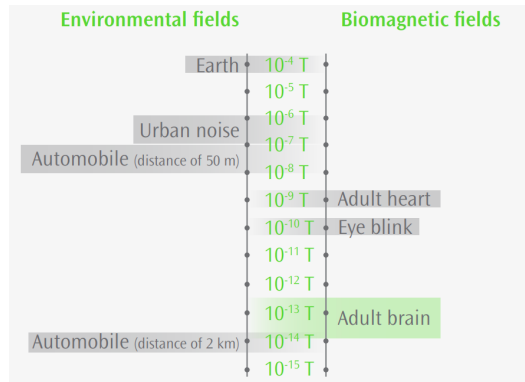 Environmental fields Biomagnetic fields
Earth 10⁻⁴ T
10⁻⁵ T
10⁻⁶ T
Urban noise
10⁻⁷ T
Automobile (distance of 50 m)
10⁻⁸ T
10⁻⁹ T Adult heart
10⁻¹⁰ T Eye blink
10⁻¹¹ T
10⁻¹² T
10⁻¹³ T
Adult brain
Automobile (distance of 2 km) 10⁻¹⁴ T
10⁻¹⁵ T